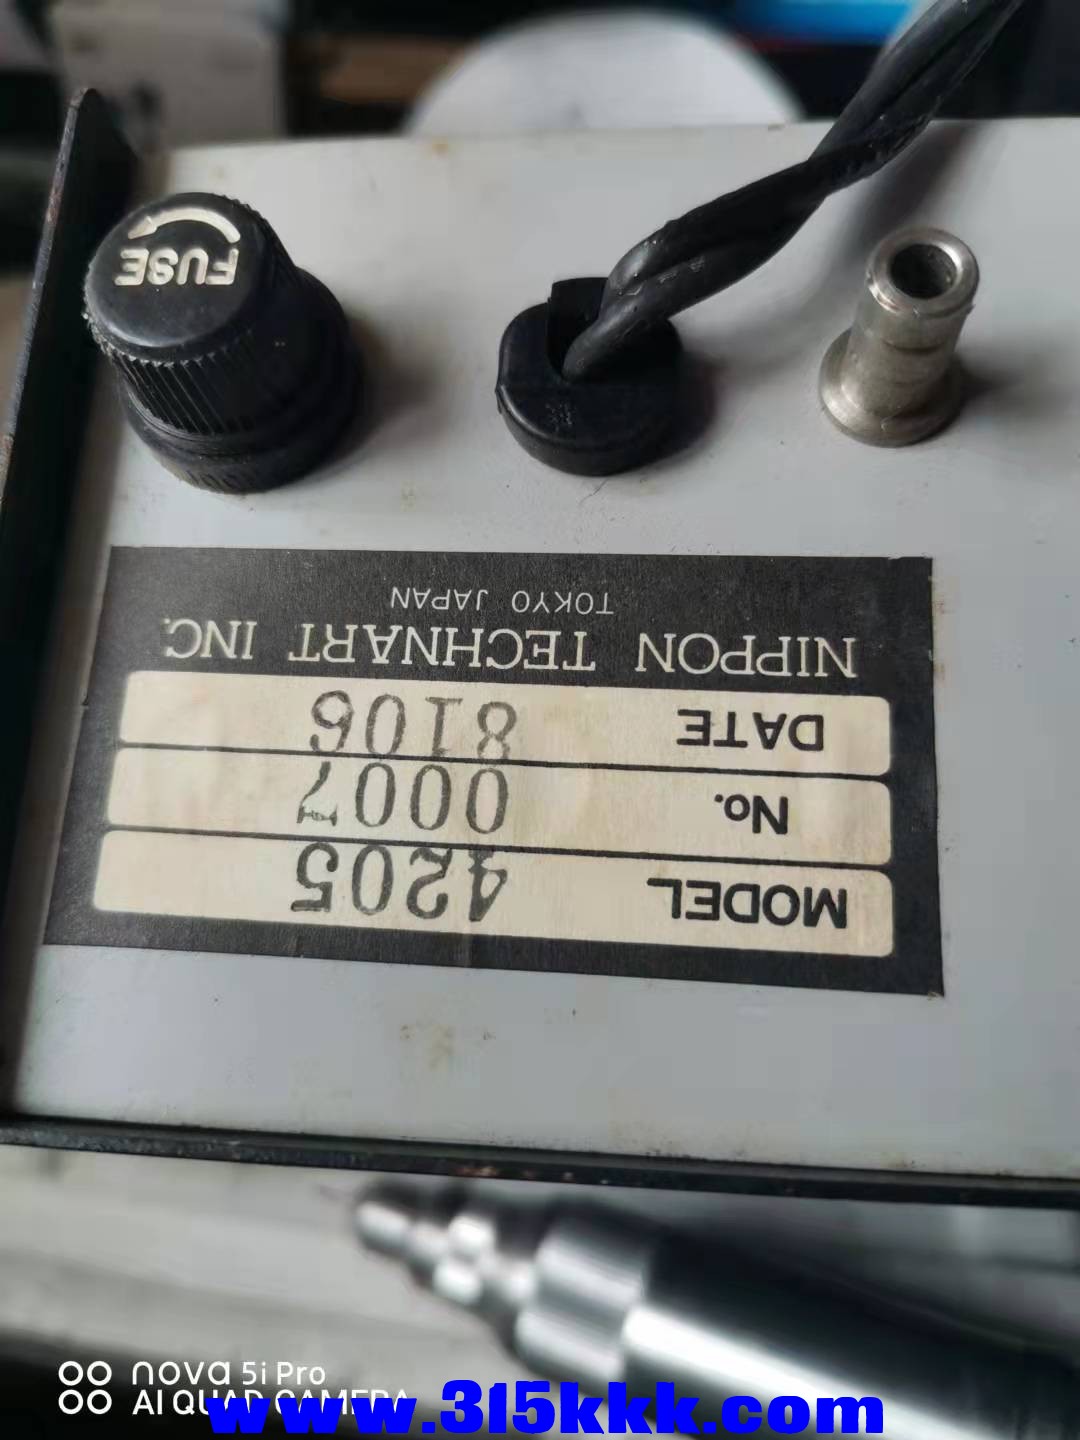 FUSE
MODEL 4205
No. 0007
DATE 8106
NIPPON TECHNART INC.
TOKYO JAPAN
nova 5i Pro
AI QUAD CAMERA
www.315kkk.com